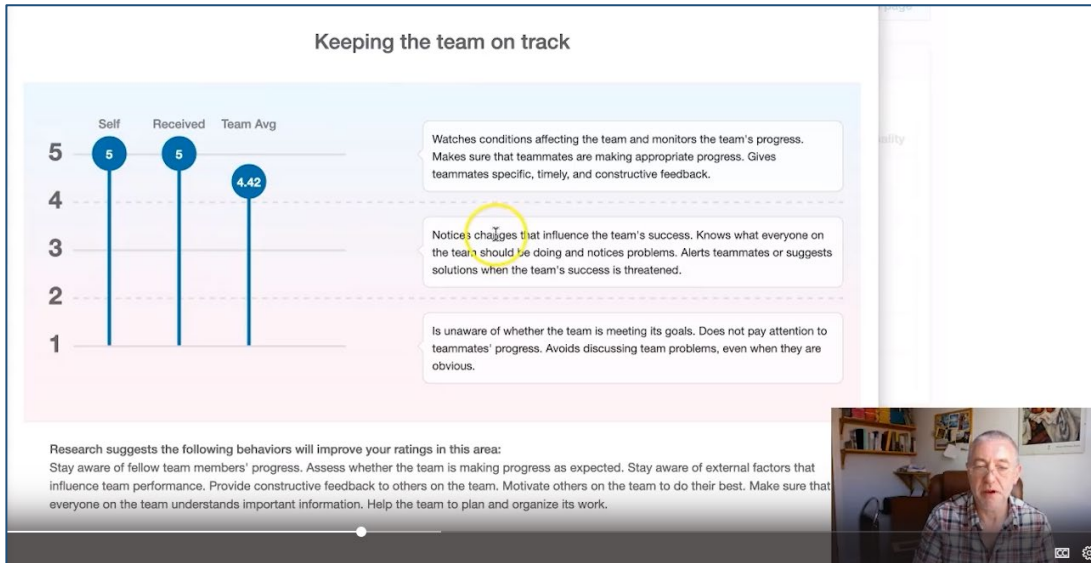 page
Keeping the team on track
Self Received Team Avg
5
4
3
2
1
5 5 4.42
Watches conditions affecting the team and monitors the team's progress.
Makes sure that teammates are making appropriate progress. Gives
teammates specific, timely, and constructive feedback.
Notices changes that influence the team's success. Knows what everyone on
the team should be doing and notices problems. Alerts teammates or suggests
solutions when the team's success is threatened.
Is unaware of whether the team is meeting its goals. Does not pay attention to
teammates' progress. Avoids discussing team problems, even when they are
obvious.
Research suggests the following behaviors will improve your ratings in this area:
Stay aware of fellow team members' progress. Assess whether the team is making progress as expected. Stay aware of external factors that
influence team performance. Provide constructive feedback to others on the team. Motivate others on the team to do their best. Make sure that
everyone on the team understands important information. Help the team to plan and organize its work.
CC